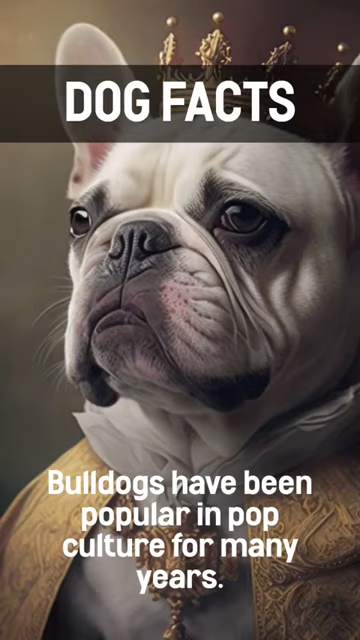 DOG FACTS
Bulldogs have been
popular in pop
culture for many
years.